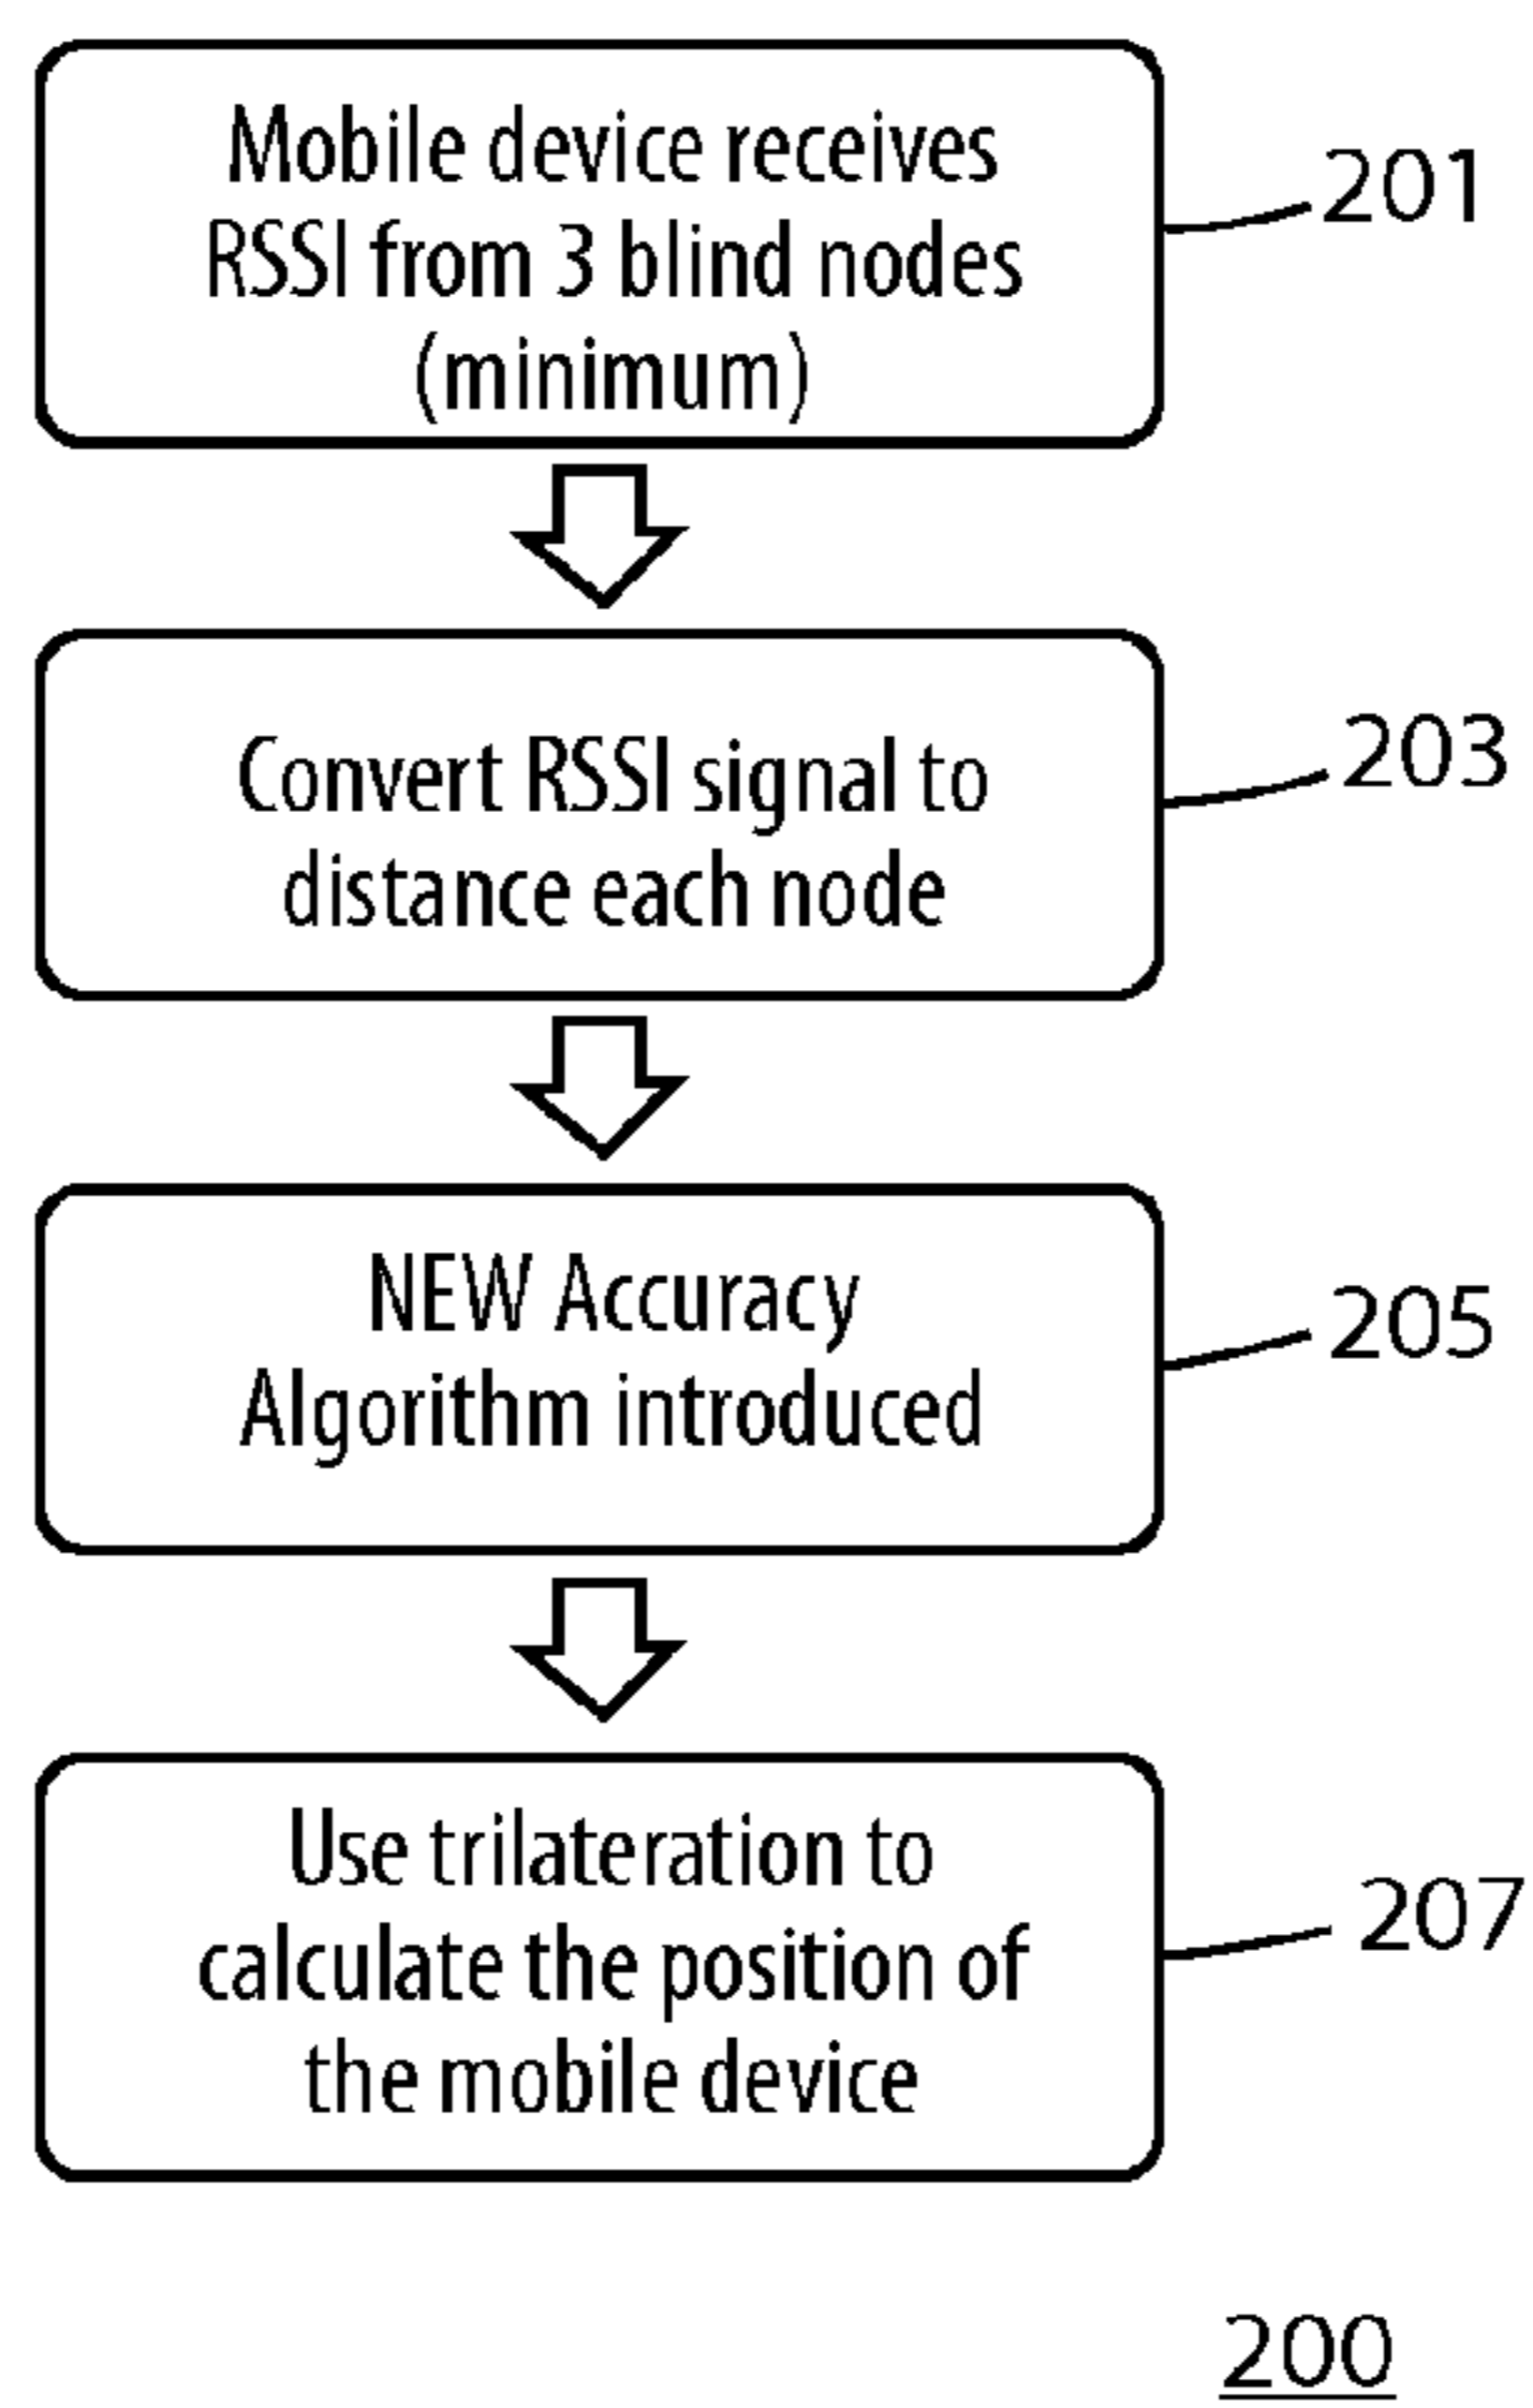 Mobile device receives
RSSI from 3 blind nodes
(minimum)
201
Convert RSSI signal to
distance each node
203
NEW Accuracy
Algorithm introduced
205
Use trilateration to
calculate the position of
the mobile device
207
200